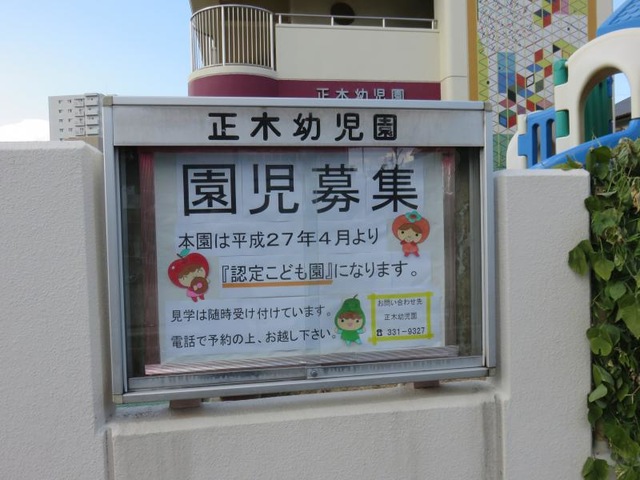 正木幼児園
正木幼児園
園児募集
本園は平成27年4月より
『認定こども園』になります。
見学は随時受け付けています。
電話で予約の上、お越し下さい。
お問い合わせ先
正木幼児園
☎ 331-9327